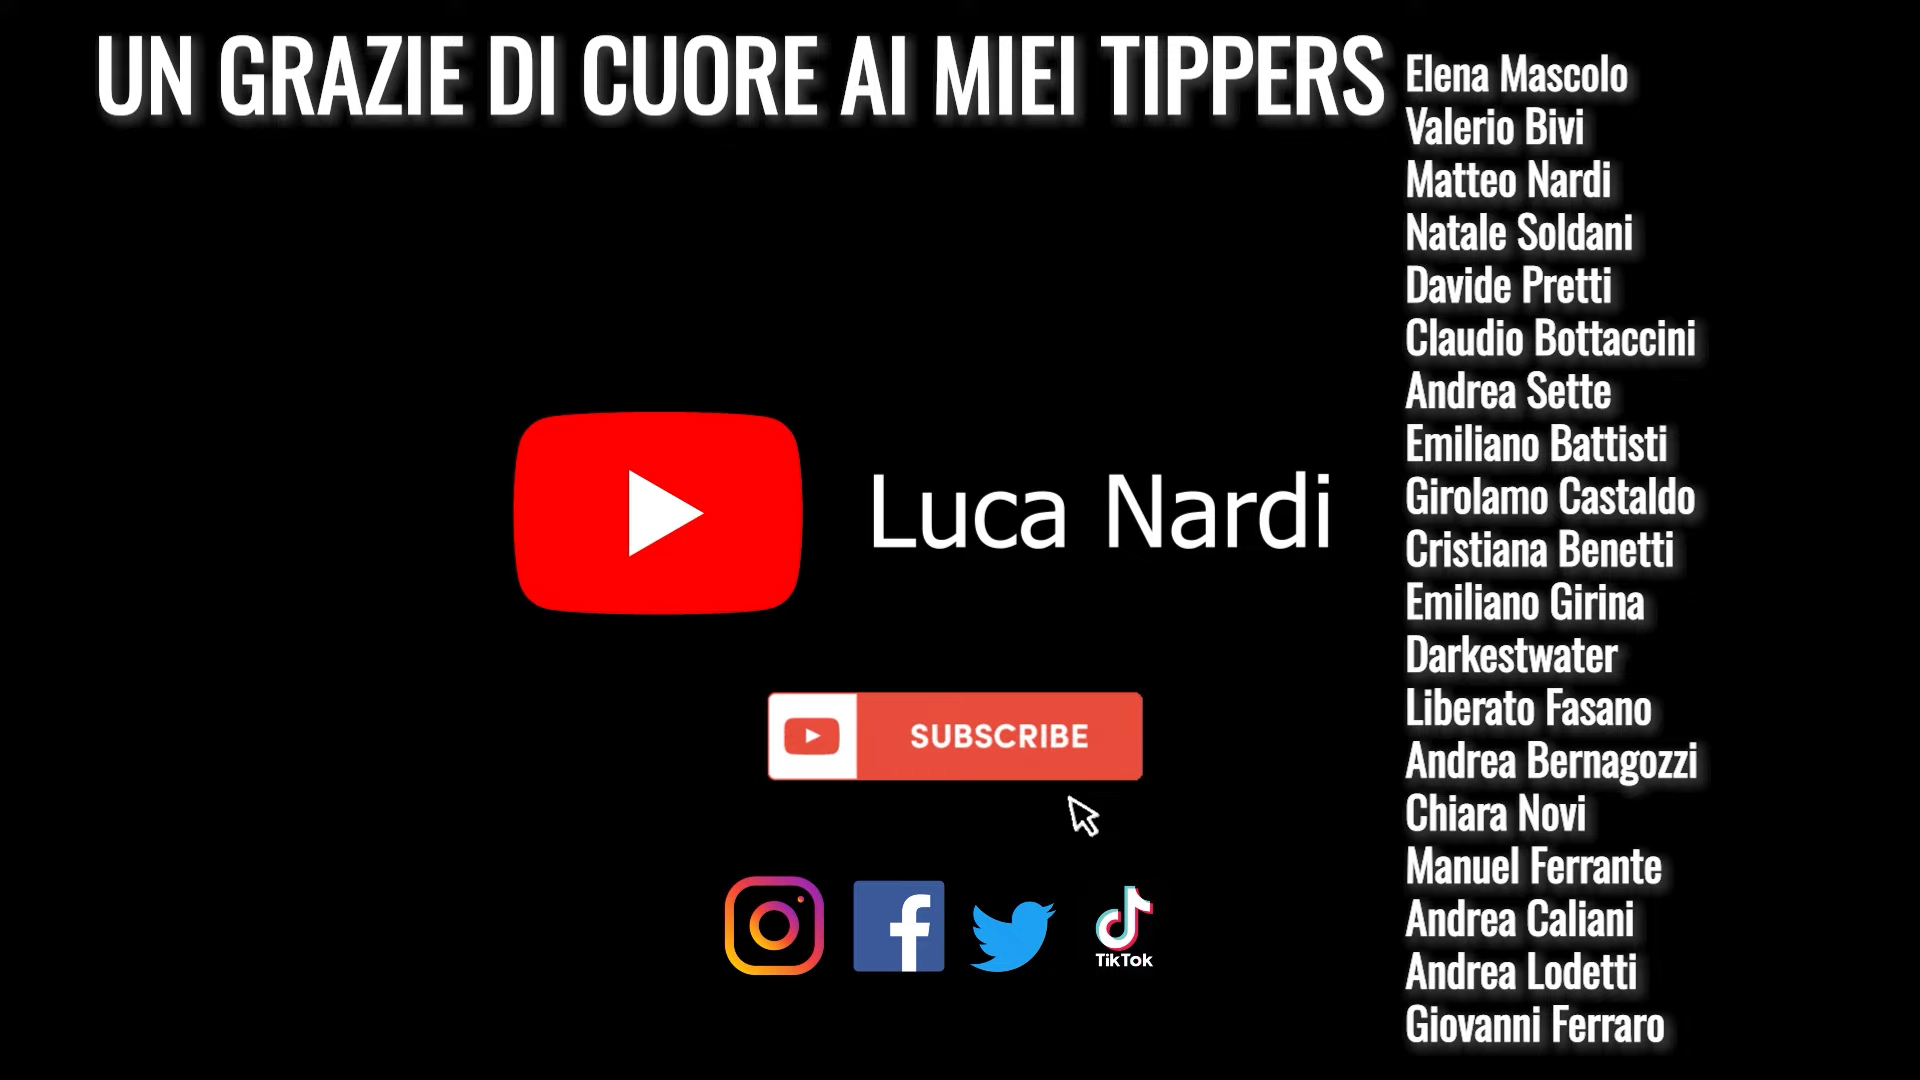 UN GRAZIE DI CUORE AI MIEI TIPPERS
Elena Mascolo
Valerio Bivi
Matteo Nardi
Natale Soldani
Davide Pretti
Claudio Bottaccini
Andrea Sette
Emiliano Battisti
Girolamo Castaldo
Cristiana Benetti
Emiliano Girina
Darkestwater
Liberato Fasano
Andrea Bernagozzi
Chiara Novi
Manuel Ferrante
Andrea Caliani
Andrea Lodetti
Giovanni Ferraro
Luca Nardi
SUBSCRIBE
TikTok